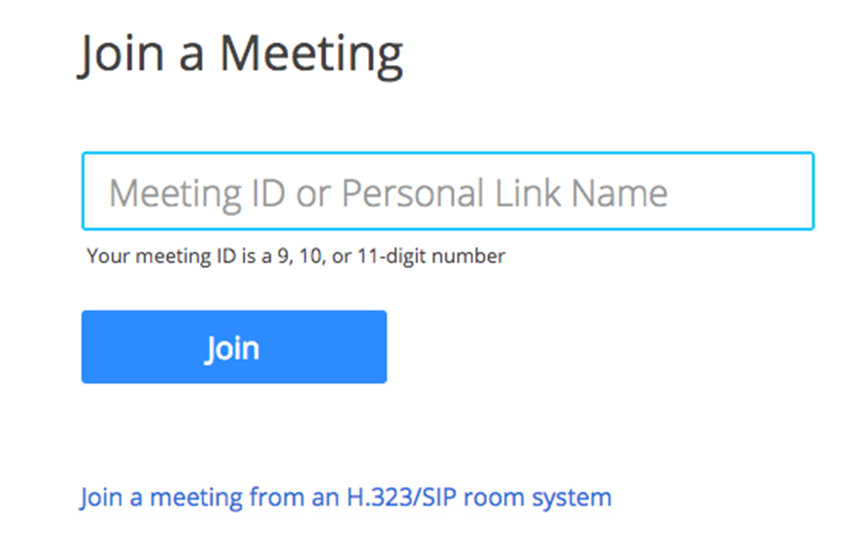 Join a Meeting
Meeting ID or Personal Link Name
Your meeting ID is a 9, 10, or 11-digit number
Join
Join a meeting from an H.323/SIP room system